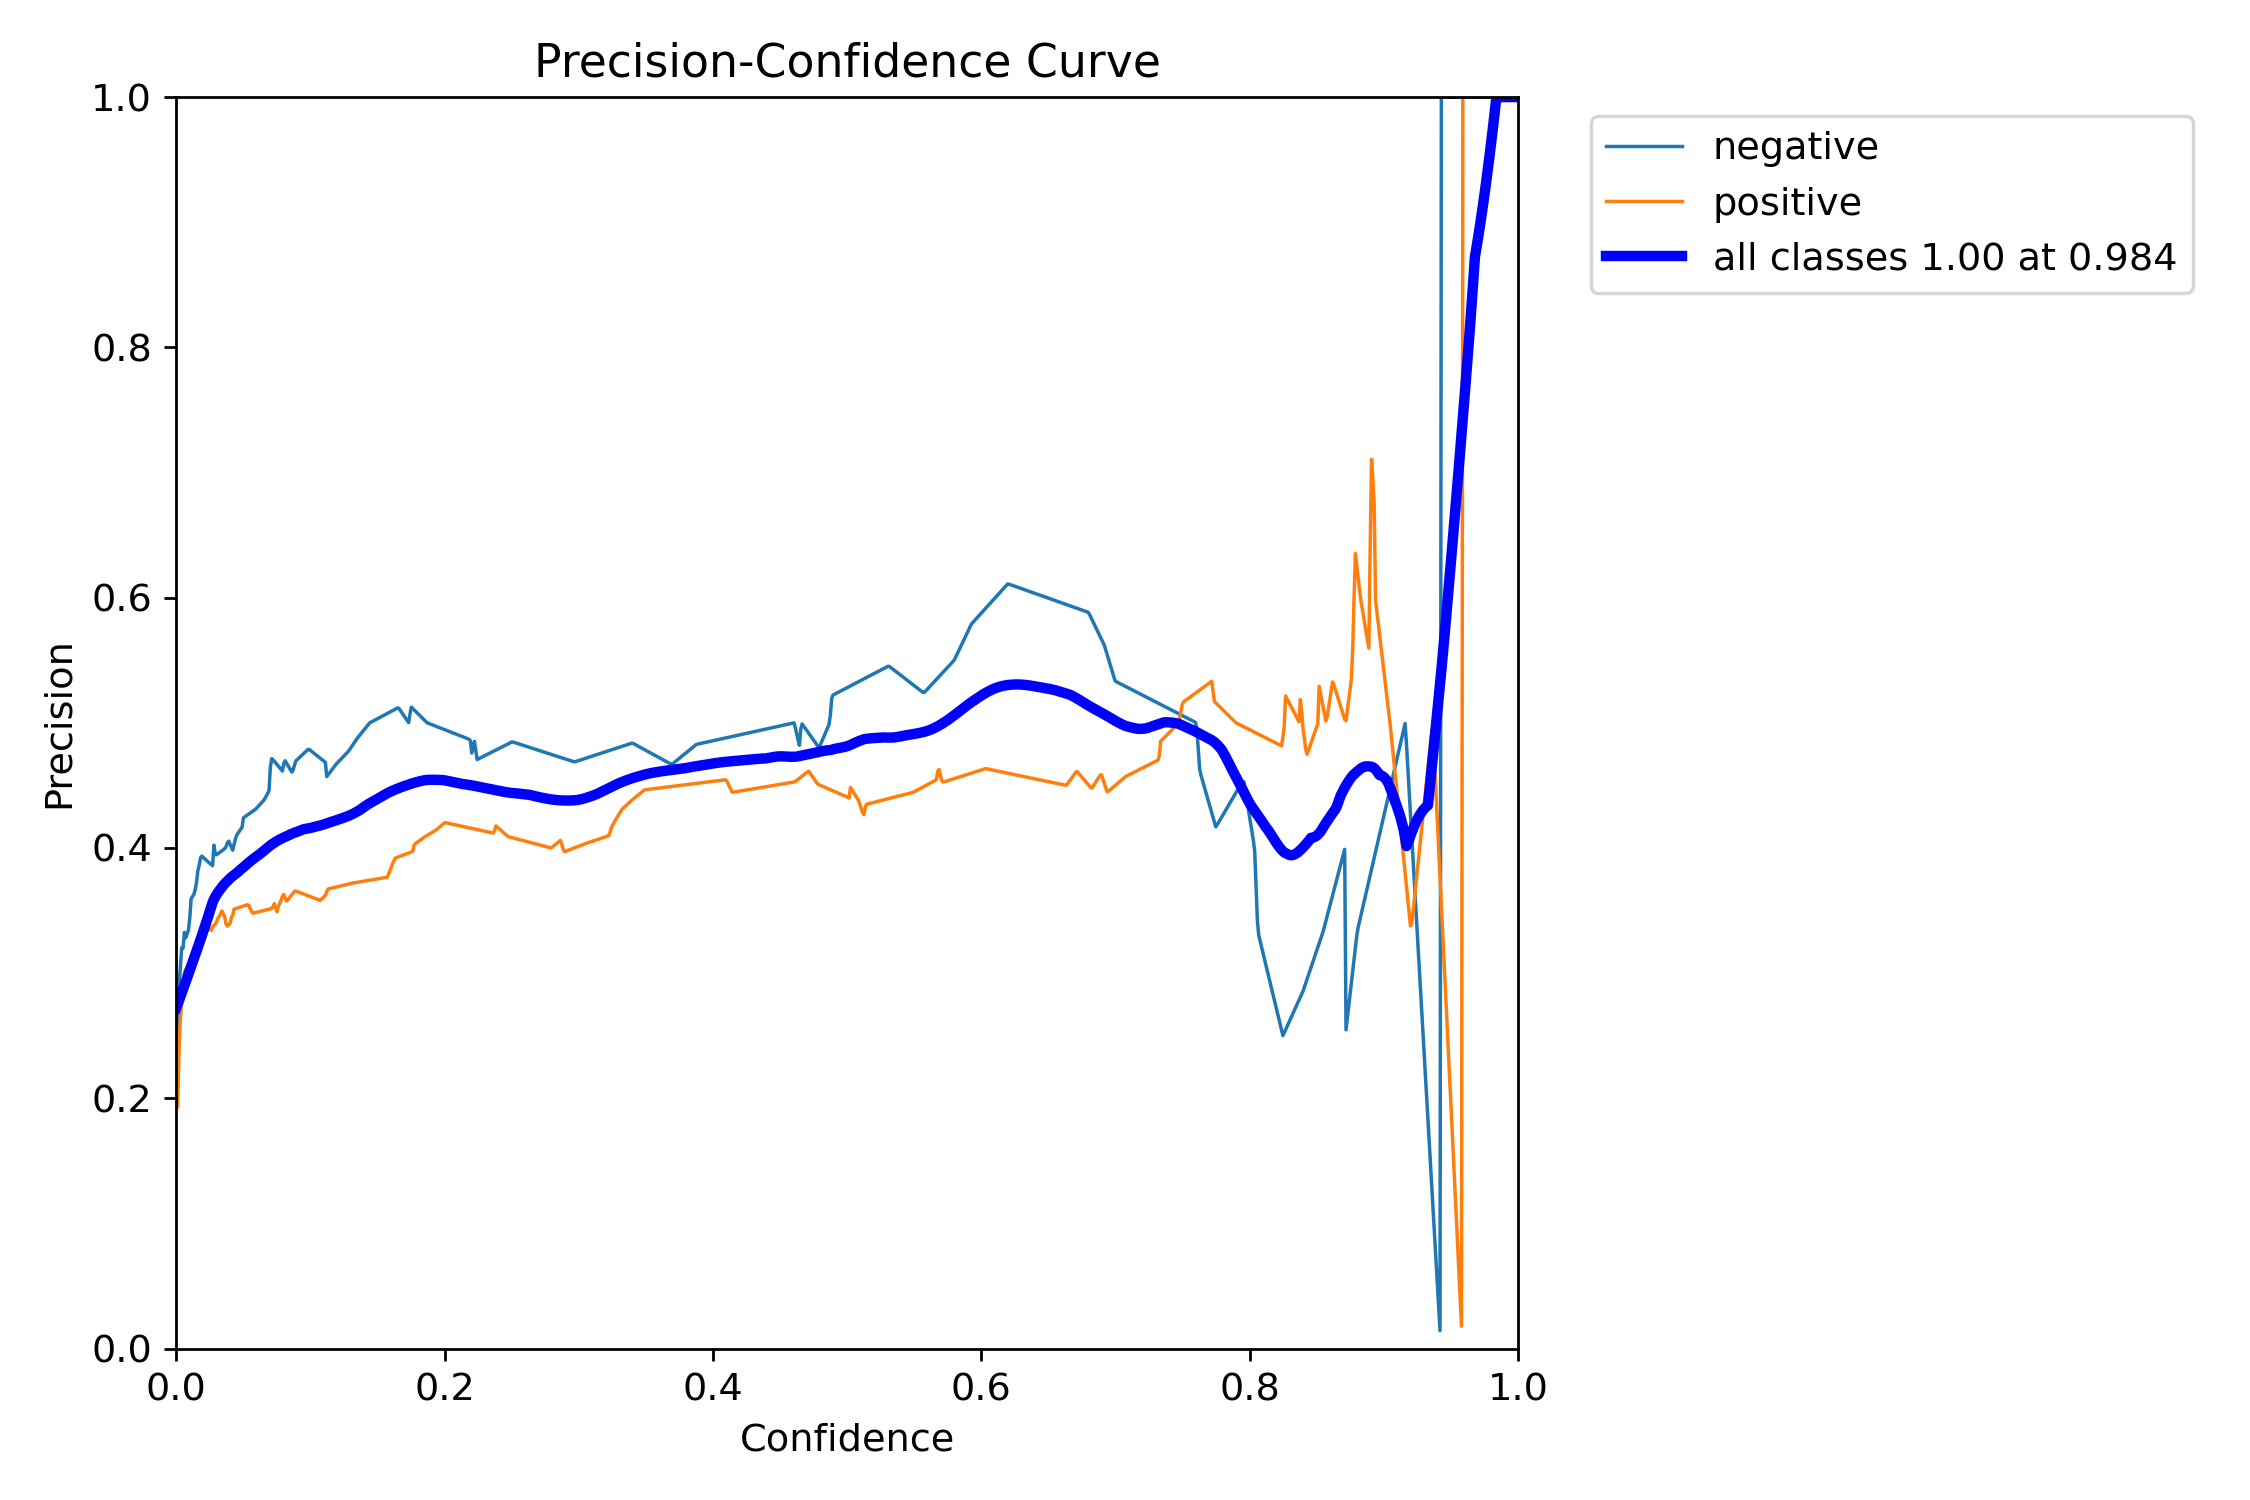 Precision-Confidence Curve
1.0
0.8
0.6
0.4
0.2
0.0
Precision
0.0 0.2 0.4 0.6 0.8 1.0
Confidence
negative
positive
all classes 1.00 at 0.984